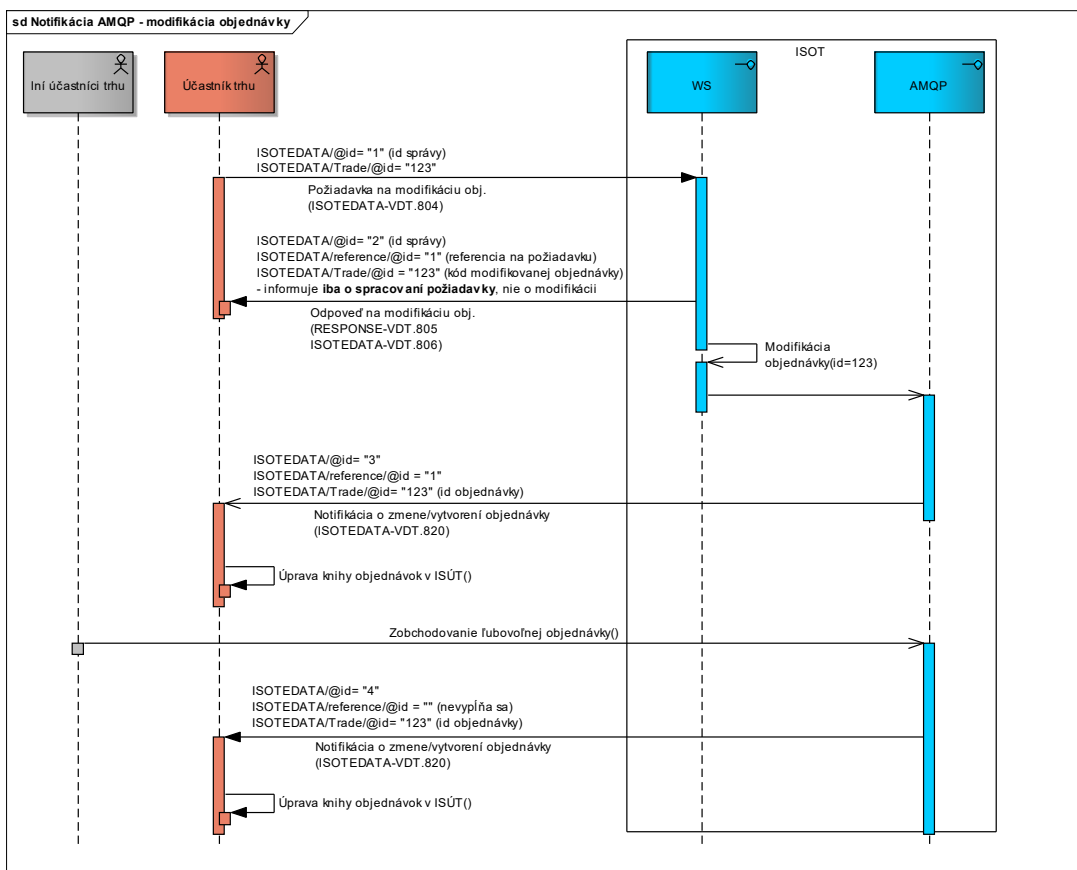 sd Notifikácia AMQP - modifikácia objednávky
ISOT
Iní účastníci trhu
Účastník trhu
WS
AMQP
ISOTEDATA/@id= "1" (id správy)
ISOTEDATA/Trade/@id= "123"
Požiadavka na modifikáciu obj.
(ISOTEDATA-VDT.804)
ISOTEDATA/@id= "2" (id správy)
ISOTEDATA/reference/@id= "1" (referencia na požiadavku)
ISOTEDATA/Trade/@id = "123" (kód modifikovanej objednávky)
- informuje iba o spracovaní požiadavky, nie o modifikácii
Odpoveď na modifikáciu obj.
(RESPONSE-VDT.805
ISOTEDATA-VDT.806)
Modifikácia
objednávky(id=123)
ISOTEDATA/@id= "3"
ISOTEDATA/reference/@id = "1"
ISOTEDATA/Trade/@id= "123" (id objednávky)
Notifikácia o zmene/vytvorení objednávky
(ISOTEDATA-VDT.820)
Úprava knihy objednávok v ISÚT()
Zobchodovanie ľubovoľnej objednávky()
ISOTEDATA/@id= "4"
ISOTEDATA/reference/@id = "" (nevypĺňa sa)
ISOTEDATA/Trade/@id= "123" (id objednávky)
Notifikácia o zmene/vytvorení objednávky
(ISOTEDATA-VDT.820)
Úprava knihy objednávok v ISÚT()